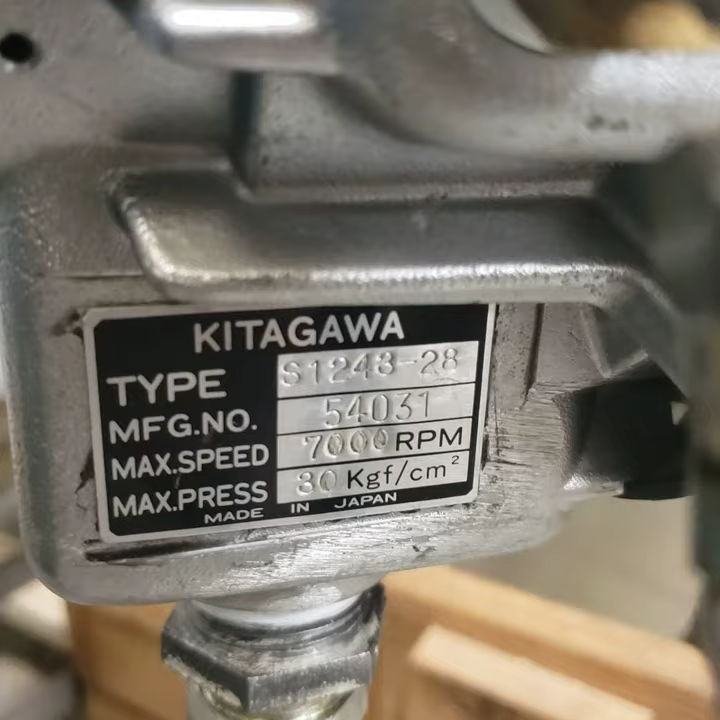 KITAGAWA
TYPE S1243-28
MFG.NO. 54031
MAX.SPEED 7000 RPM
MAX.PRESS 30 Kgf/cm²
MADE IN JAPAN